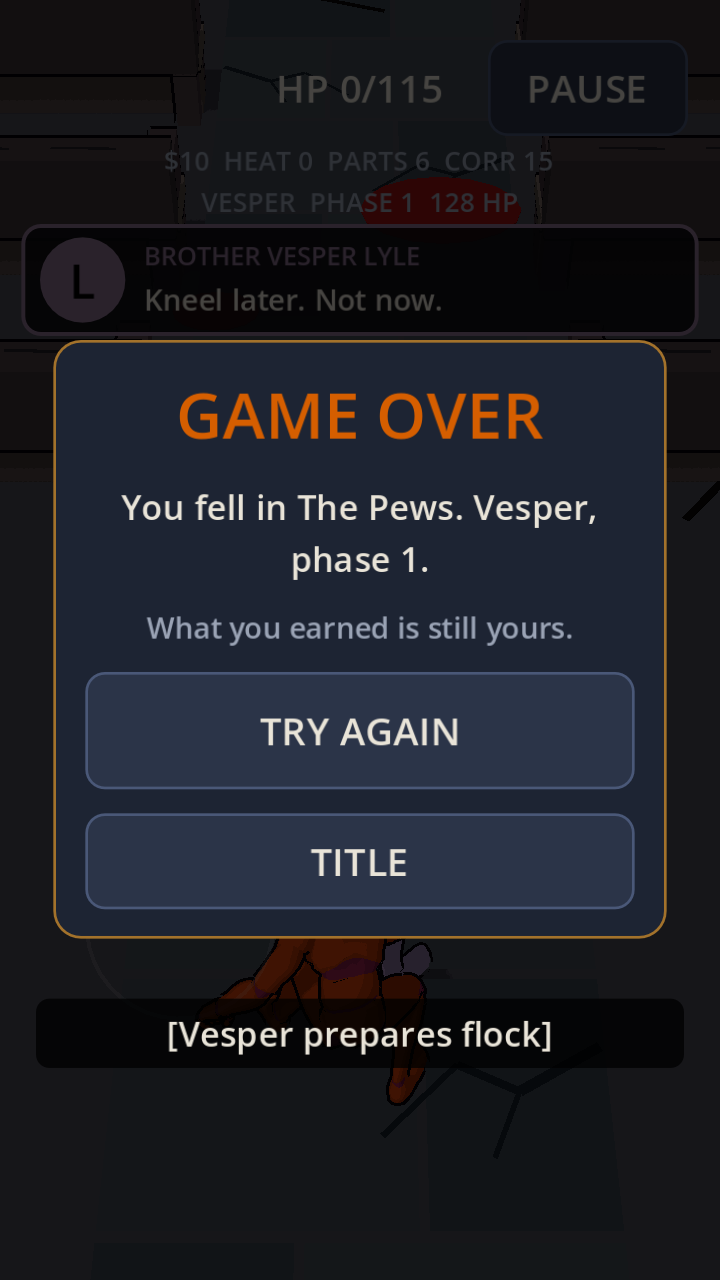 HP 0/115
PAUSE
$10 HEAT 0 PARTS 6 CORR 15
VESPER PHASE 1 128 HP
L
BROTHER VESPER LYLE
Kneel later. Not now.
GAME OVER
You fell in The Pews. Vesper,
phase 1.
What you earned is still yours.
TRY AGAIN
TITLE
[Vesper prepares flock]